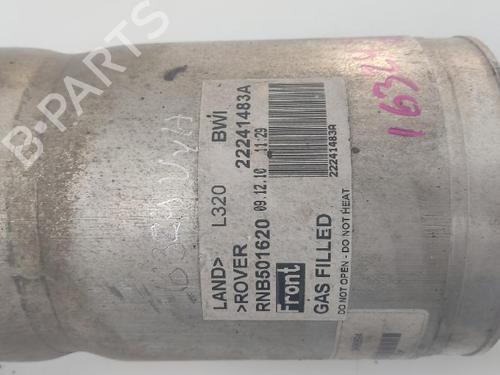 LAND> L320 BWI
>ROVER 22241483A
RNB501620 09.12.10 11:29
Front
GAS FILLED 22241483A
DO NOT OPEN - DO NOT HEAT